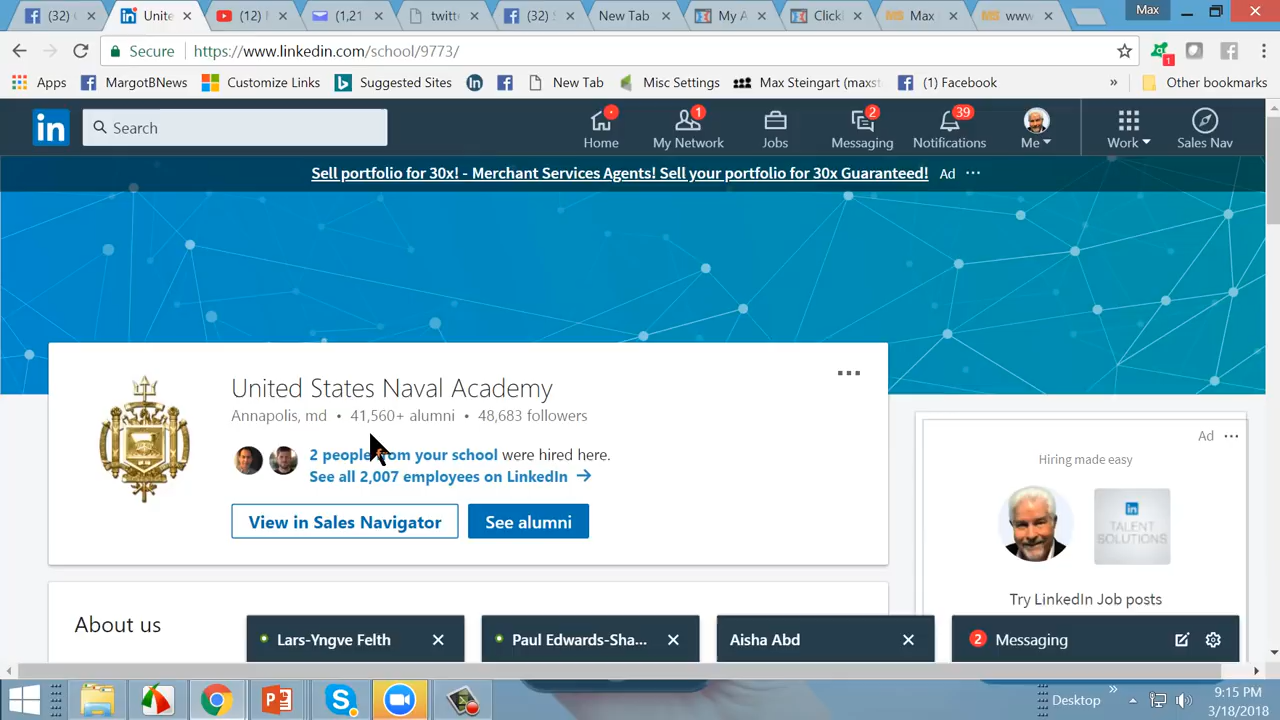 (32)
Unite
(12)
(1,21
twitte
(32)
New Tab
My A
Click
Max
www
Max
Secure https://www.linkedin.com/school/9773/
Apps
MargotBNews
Customize Links
Suggested Sites
New Tab
Misc Settings
Max Steingart (maxst
(1) Facebook
»
Other bookmarks
1
in
Search
Home
1
My Network
Jobs
2
Messaging
39
Notifications
Me
Work
Sales Nav
Sell portfolio for 30x! - Merchant Services Agents! Sell your portfolio for 30x Guaranteed! Ad ...
United States Naval Academy
Annapolis, md • 41,560+ alumni • 48,683 followers
2 people from your school were hired here.
See all 2,007 employees on LinkedIn →
View in Sales Navigator
See alumni
Ad ...
Hiring made easy
in
TALENT
SOLUTIONS
Try LinkedIn Job posts
About us
Lars-Yngve Felth
Paul Edwards-Sha...
Aisha Abd
2 Messaging
Desktop »
9:15 PM
3/18/2018